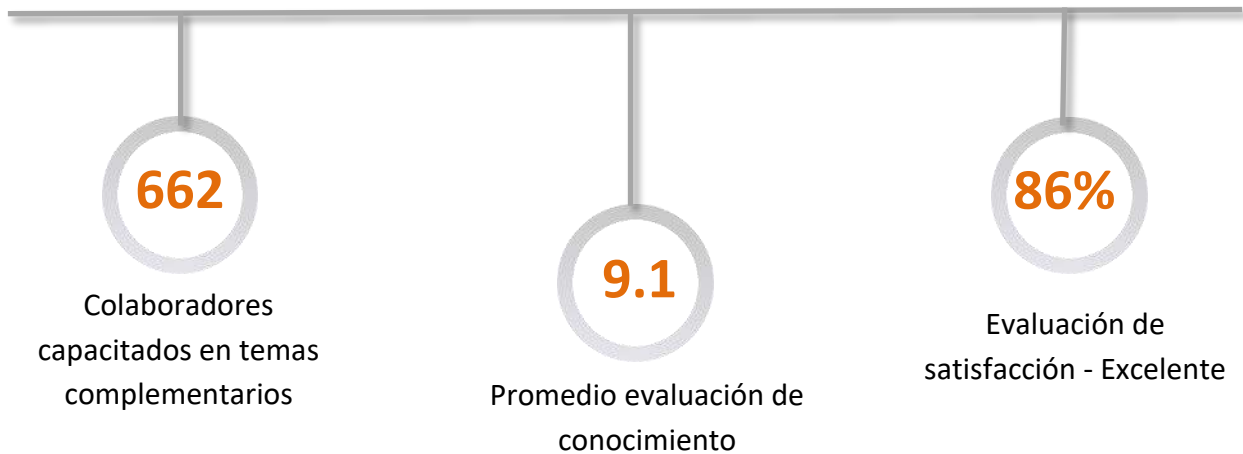 662
Colaboradores
capacitados en temas
complementarios
9.1
Promedio evaluación de
conocimiento
86%
Evaluación de
satisfacción - Excelente